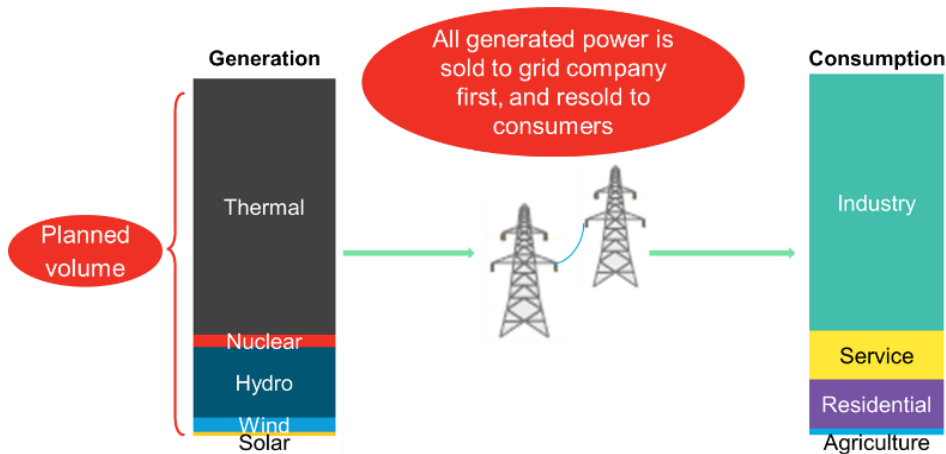 Generation
All generated power is
sold to grid company
first, and resold to
consumers
Consumption
Planned
volume
Thermal
Nuclear
Hydro
Wind
Solar
Industry
Service
Residential
Agriculture